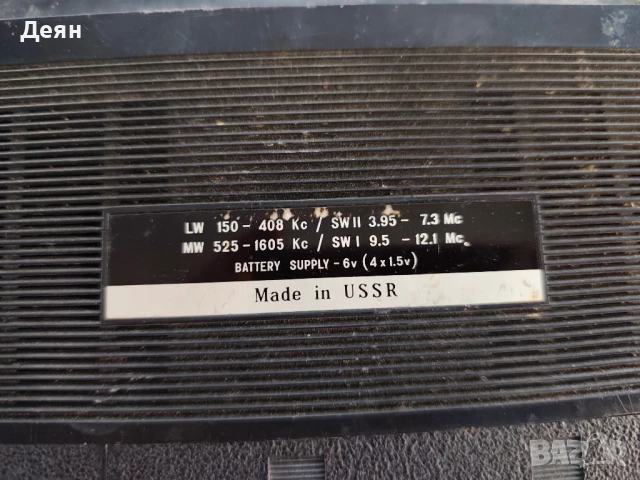 Деян
LW 150 - 408 Kc / SW II 3.95 - 7.3 Mc
MW 525 - 1605 Kc / SW I 9.5 - 12.1 Mc
BATTERY SUPPLY - 6v (4 x 1.5v)
Made in USSR